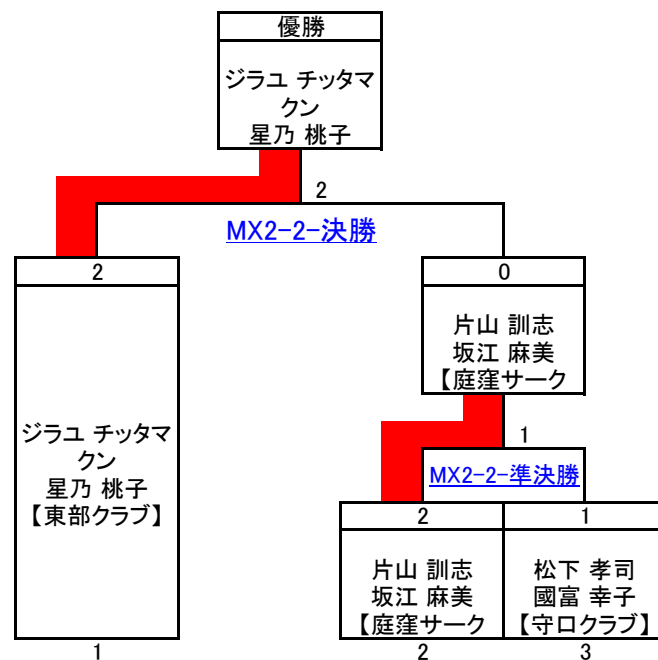 優勝
ジラユ チッタマ
クン
星乃 桃子
2
MX2-2-決勝
2
0
ジラユ チッタマ
クン
星乃 桃子
【東部クラブ】
片山 訓志
坂江 麻美
【庭窪サーク
1
MX2-2-準決勝
2
1
片山 訓志
坂江 麻美
【庭窪サーク
松下 孝司
國富 幸子
【守口クラブ】
1
2
3